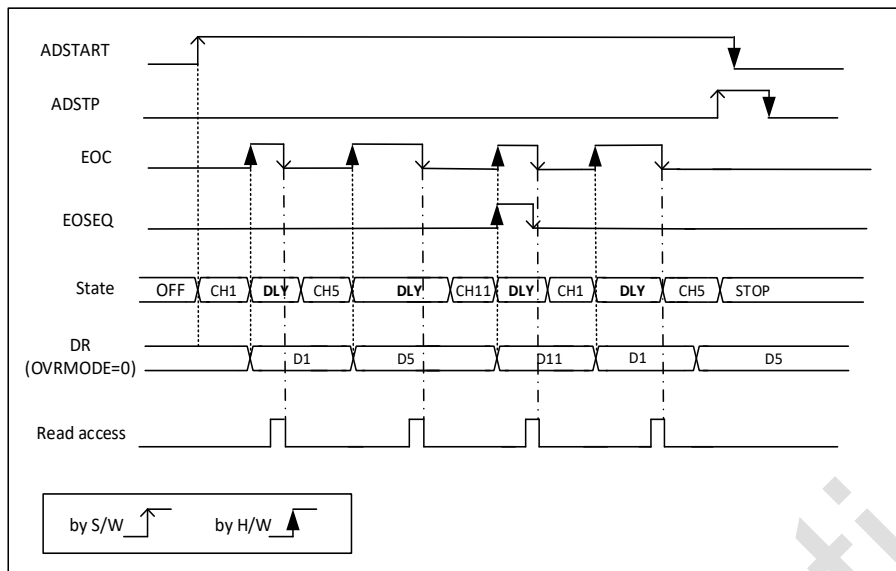 ADSTART
ADSTP
EOC
EOSEQ
State OFF CH1 DLY CH5 DLY CH11 DLY CH1 DLY CH5 STOP
DR
(OVRMODE=0) D1 D5 D11 D1 D5
Read access
by S/W by H/W